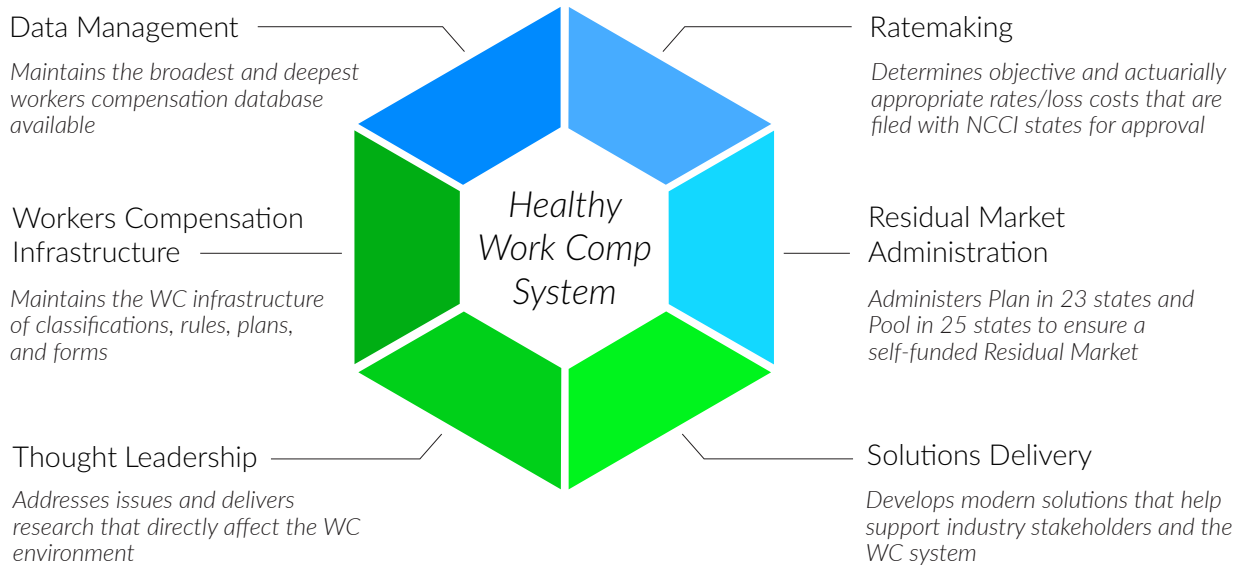 Data Management
Maintains the broadest and deepest
workers compensation database
available
Workers Compensation
Infrastructure
Maintains the WC infrastructure
of classifications, rules, plans,
and forms
Thought Leadership
Addresses issues and delivers
research that directly affect the WC
environment
Healthy
Work Comp
System
Ratemaking
Determines objective and actuarially
appropriate rates/loss costs that are
filed with NCCI states for approval
Residual Market
Administration
Administers Plan in 23 states and
Pool in 25 states to ensure a
self-funded Residual Market
Solutions Delivery
Develops modern solutions that help
support industry stakeholders and the
WC system